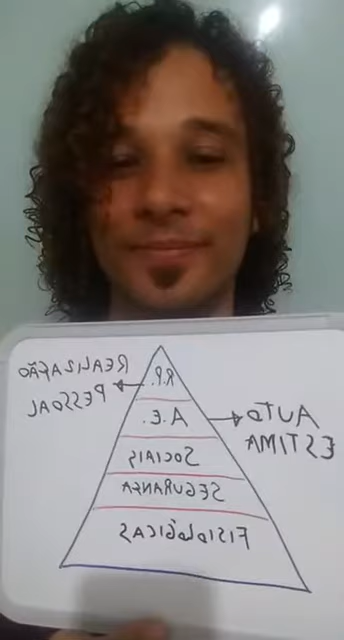 REALIZAÇÃO
PESSOAL
R.P.
A.E.
AUTO
ESTIMA
SOCIAIS
SEGURANÇA
FISIOLÓGICAS